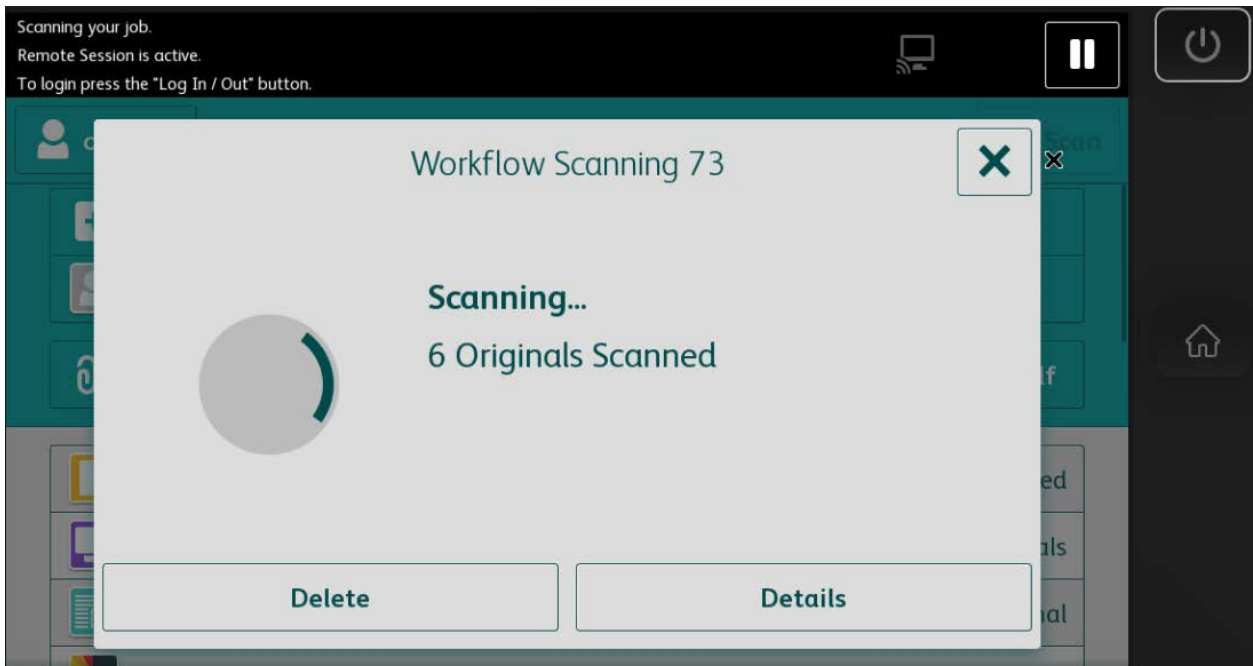 Scanning your job.
Remote Session is active.
To login press the "Log In / Out" button.
Scan
Workflow Scanning 73
Scanning...
6 Originals Scanned
Delete
Details